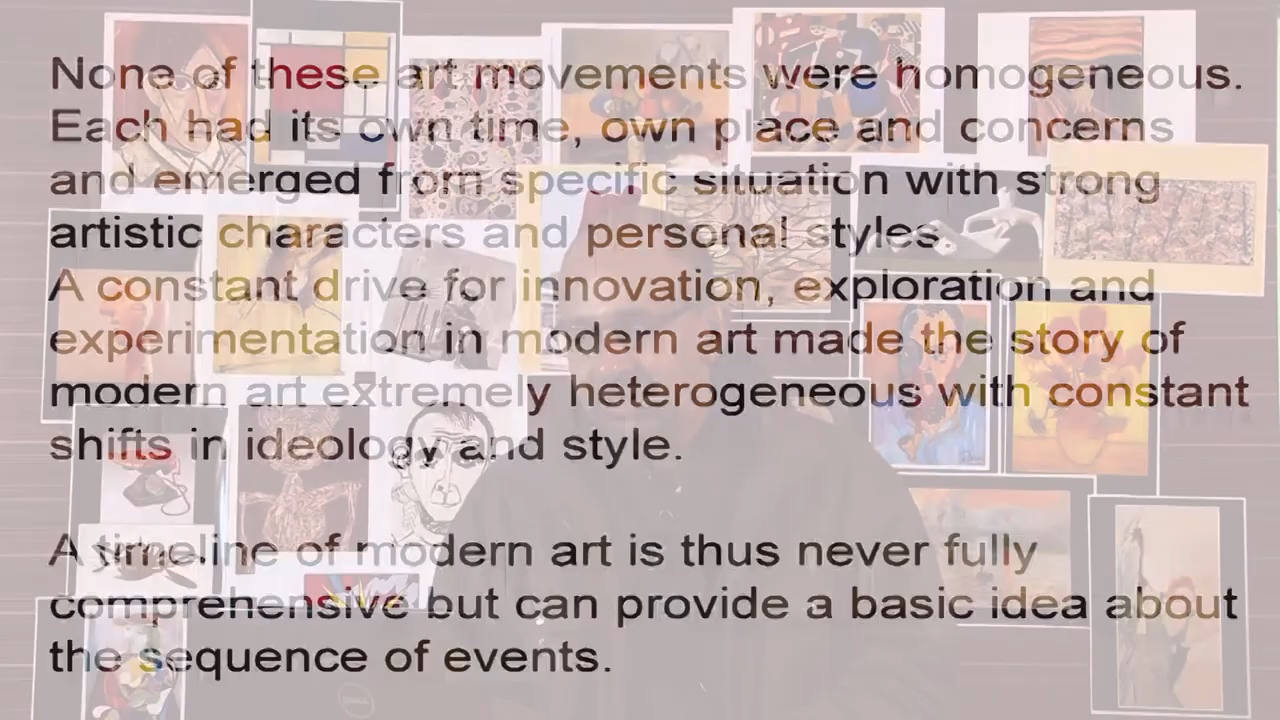 None of these art movements were homogeneous.
Each had its own time, own place and concerns
and emerged from specific situation with strong
artistic characters and personal styles.
A constant drive for innovation, exploration and
experimentation in modern art made the story of
modern art extremely heterogeneous with constant
shifts in ideology and style.
A timeline of modern art is thus never fully
comprehensive but can provide a basic idea about
the sequence of events.